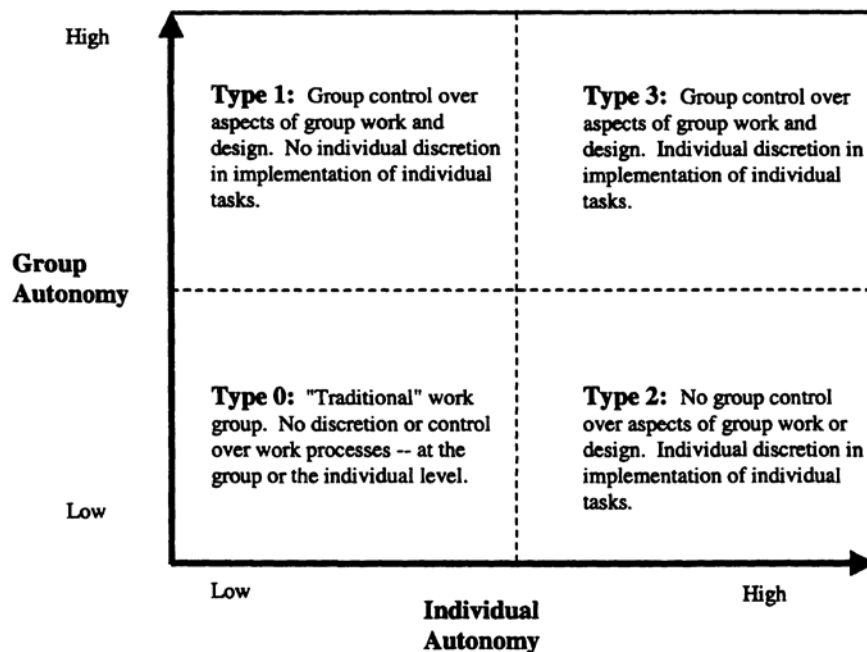 High
Type 1: Group control over
aspects of group work and
design. No individual discretion
in implementation of individual
tasks.
Type 3: Group control over
aspects of group work and
design. Individual discretion in
implementation of individual
tasks.
Group
Autonomy
Type 0: "Traditional" work
group. No discretion or control
over work processes -- at the
group or the individual level.
Type 2: No group control
over aspects of group work or
design. Individual discretion in
implementation of individual
tasks.
Low
Low
High
Individual
Autonomy